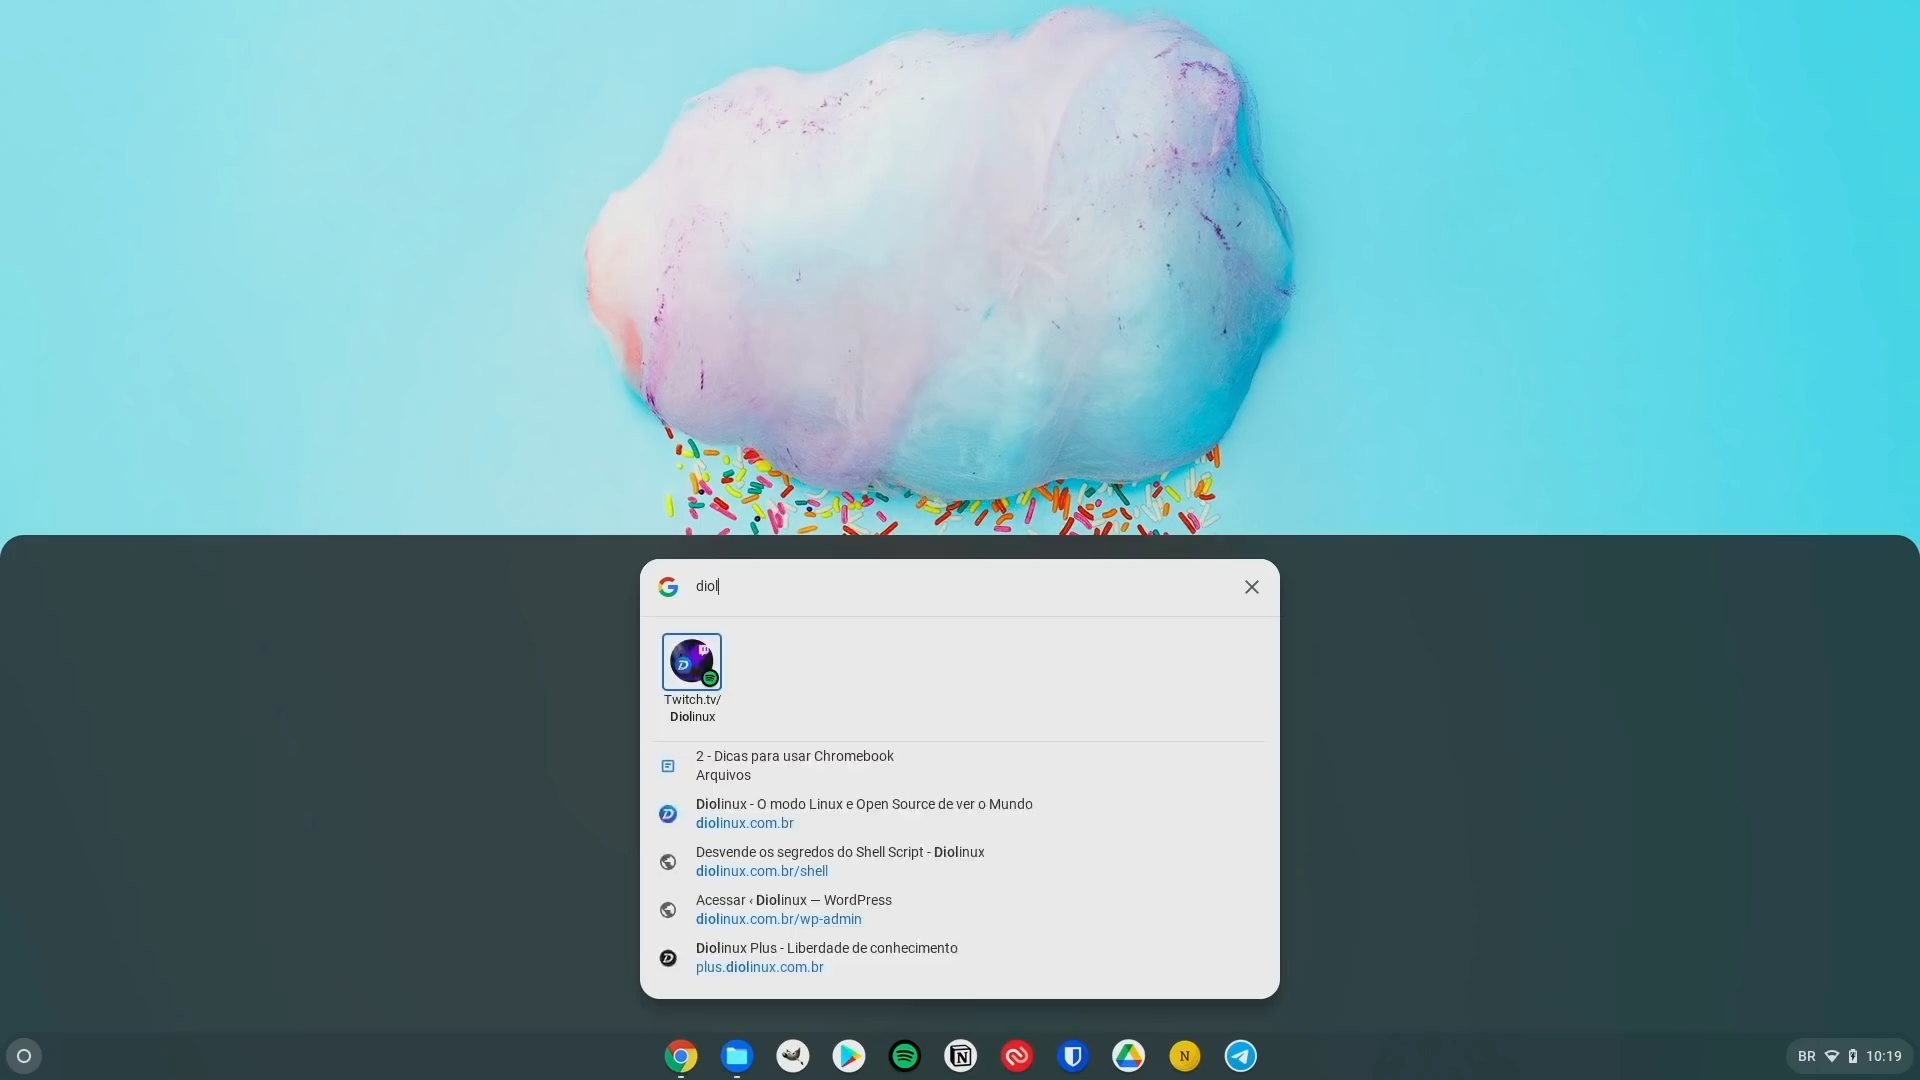 diol
Twitch.tv/
Diolinux
2 - Dicas para usar Chromebook
Arquivos
Diolinux - O modo Linux e Open Source de ver o Mundo
diolinux.com.br
Desvende os segredos do Shell Script - Diolinux
diolinux.com.br/shell
Acessar ‹ Diolinux — WordPress
diolinux.com.br/wp-admin
Diolinux Plus - Liberdade de conhecimento
plus.diolinux.com.br
BR 10:19